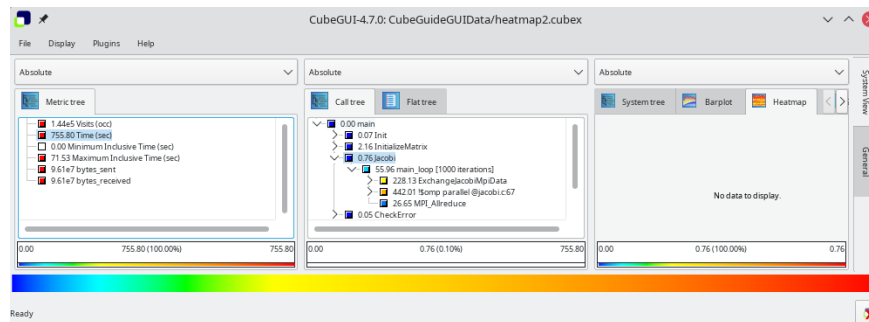 CubeGUI-4.7.0: CubeGuideGUIData/heatmap2.cubex
File Display Plugins Help
Absolute Absolute Absolute
Metric tree Call tree Flat tree System tree Barplot Heatmap
1.44e5 Visits (occ)
755.80 Time (sec)
0.00 Minimum Inclusive Time (sec)
71.53 Maximum Inclusive Time (sec)
9.61e7 bytes_sent
9.61e7 bytes_received
0.00 main
0.07 Init
2.16 InitializeMatrix
0.76 Jacobi
55.96 main_loop [1000 iterations]
228.13 ExchangeJacobiMpiData
442.01 !$omp parallel @jacobi.c:67
26.65 MPI_Allreduce
0.05 CheckError
No data to display.
System View
General
0.00 755.80 (100.00%) 755.80
0.00 0.76 (0.10%) 755.80
0.00 0.76 (100.00%) 0.76
Ready